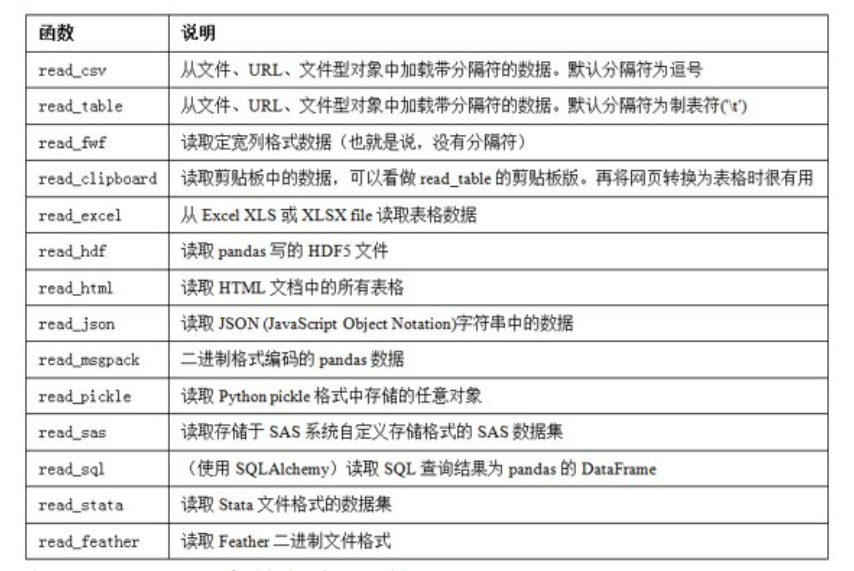 函数 说明
read_csv 从文件、URL、文件型对象中加载带分隔符的数据。默认分隔符为逗号
read_table 从文件、URL、文件型对象中加载带分隔符的数据。默认分隔符为制表符('\t')
read_fwf 读取定宽列格式数据（也就是说，没有分隔符）
read_clipboard 读取剪贴板中的数据，可以看做 read_table 的剪贴板版。再将网页转换为表格时很有用
read_excel 从 Excel XLS 或 XLSX file 读取表格数据
read_hdf 读取 pandas 写的 HDF5 文件
read_html 读取 HTML 文档中的所有表格
read_json 读取 JSON (JavaScript Object Notation)字符串中的数据
read_msgpack 二进制格式编码的 pandas 数据
read_pickle 读取 Python pickle 格式中存储的任意对象
read_sas 读取存储于 SAS 系统自定义存储格式的 SAS 数据集
read_sql （使用 SQLAlchemy）读取 SQL 查询结果为 pandas 的 DataFrame
read_stata 读取 Stata 文件格式的数据集
read_feather 读取 Feather 二进制文件格式